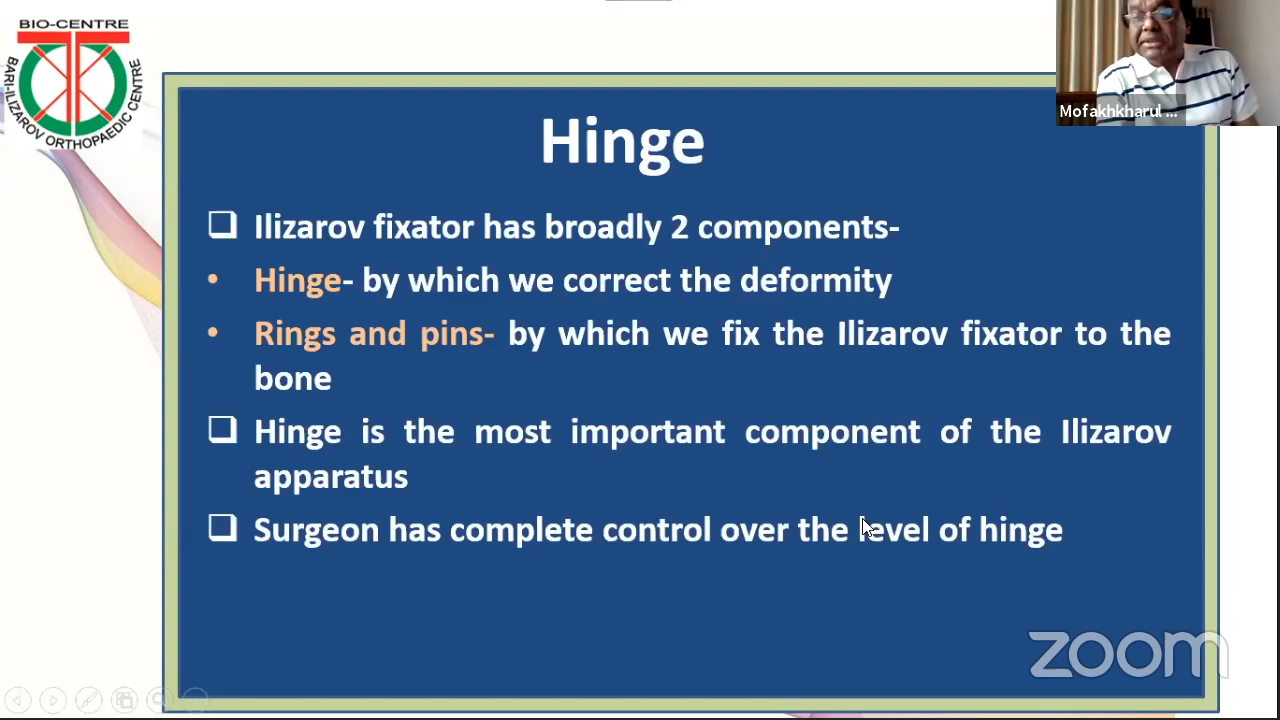 BIO-CENTRE
BARI-ILIZAROV ORTHOPAEDIC CENTRE
Mofakhkharul ...
Hinge
❑ Ilizarov fixator has broadly 2 components-
• Hinge- by which we correct the deformity
• Rings and pins- by which we fix the Ilizarov fixator to the
bone
❑ Hinge is the most important component of the Ilizarov
apparatus
❑ Surgeon has complete control over the level of hinge
zoom